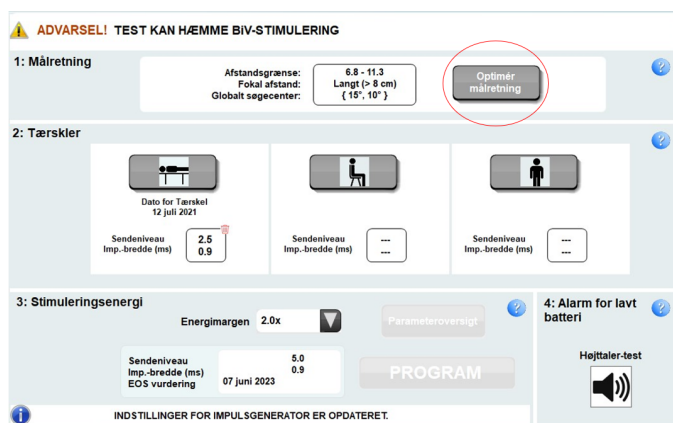 ADVARSEL! TEST KAN HÆMME BiV-STIMULERING
1: Målretning
Afstandsgrænse: 6.8 - 11.3
Fokal afstand: Langt (> 8 cm)
Globalt søgecenter: { 15°, 10° }
Optimér
målretning
2: Tærskler
Dato for Tærskel
12 juli 2021
Sendeniveau 2.5
Imp.-bredde (ms) 0.9
Sendeniveau ---
Imp.-bredde (ms) ---
Sendeniveau ---
Imp.-bredde (ms) ---
3: Stimuleringsenergi
Energimargen 2.0x
Parameteroversigt
Sendeniveau 5.0
Imp.-bredde (ms) 0.9
EOS vurdering 07 juni 2023
PROGRAM
4: Alarm for lavt
batteri
Højttaler-test
INDSTILLINGER FOR IMPULSGENERATOR ER OPDATERET.